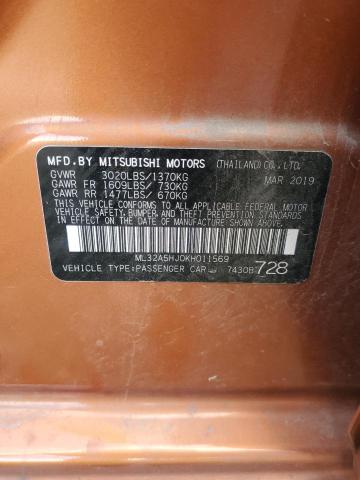 MFD.BY MITSUBISHI MOTORS (THAILAND) CO.,LTD.
GVWR 3020LBS/1370KG MAR 2019
GAWR FR 1609LBS/ 730KG
GAWR RR 1477LBS/ 670KG
THIS VEHICLE CONFORMS TO ALL APPLICABLE FEDERAL MOTOR
VEHICLE SAFETY, BUMPER, AND THEFT PREVENTION STANDARDS
IN EFFECT ON THE DATE OF MANUFACTURE SHOWN ABOVE.
ML32A5HJ0KH011569
VEHICLE TYPE:PASSENGER CAR 7430B728